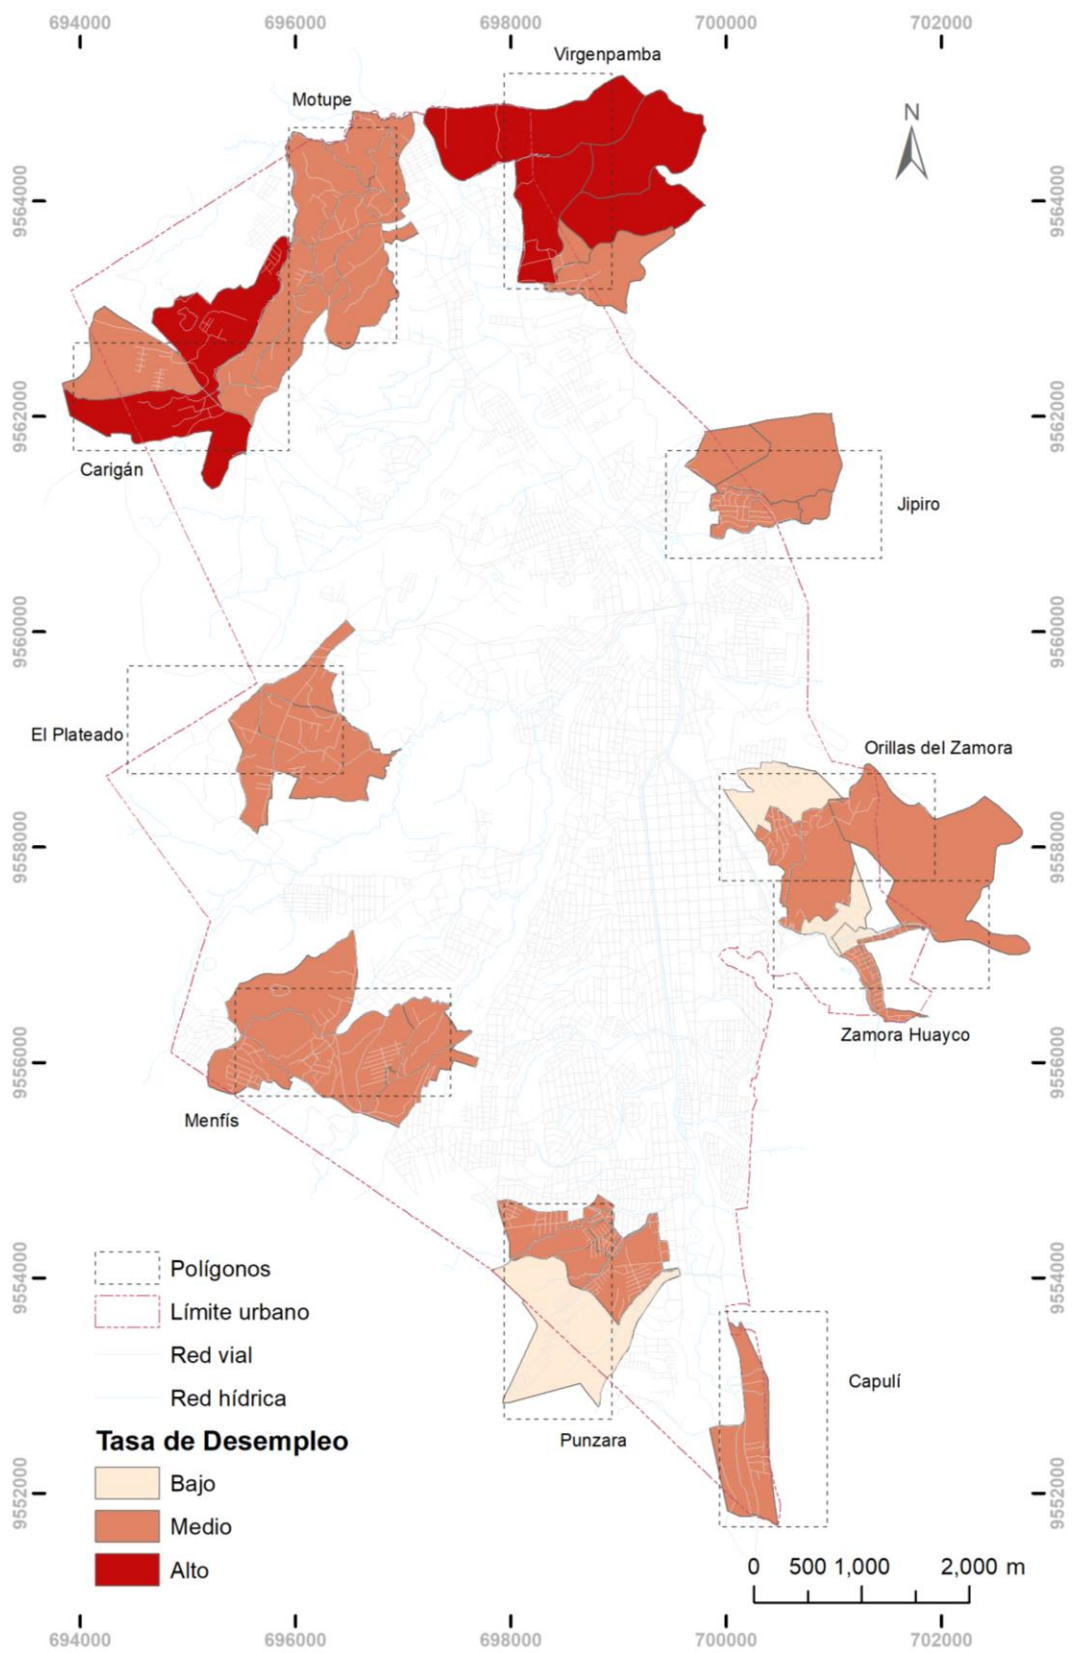 694000 696000 698000 700000 702000
Virgenpamba
Motupe
N
9564000 9564000
9562000 9562000
Carigán
Jipiro
9560000 9560000
El Plateado
Orillas del Zamora
9558000 9558000
Zamora Huayco
9556000 9556000
Menfís
Polígonos
9554000 9554000
Límite urbano
Red vial
Capulí
Red hídrica
Tasa de Desempleo
Punzara
Bajo
9552000 9552000
Medio
Alto
0 500 1,000 2,000 m
694000 696000 698000 700000 702000